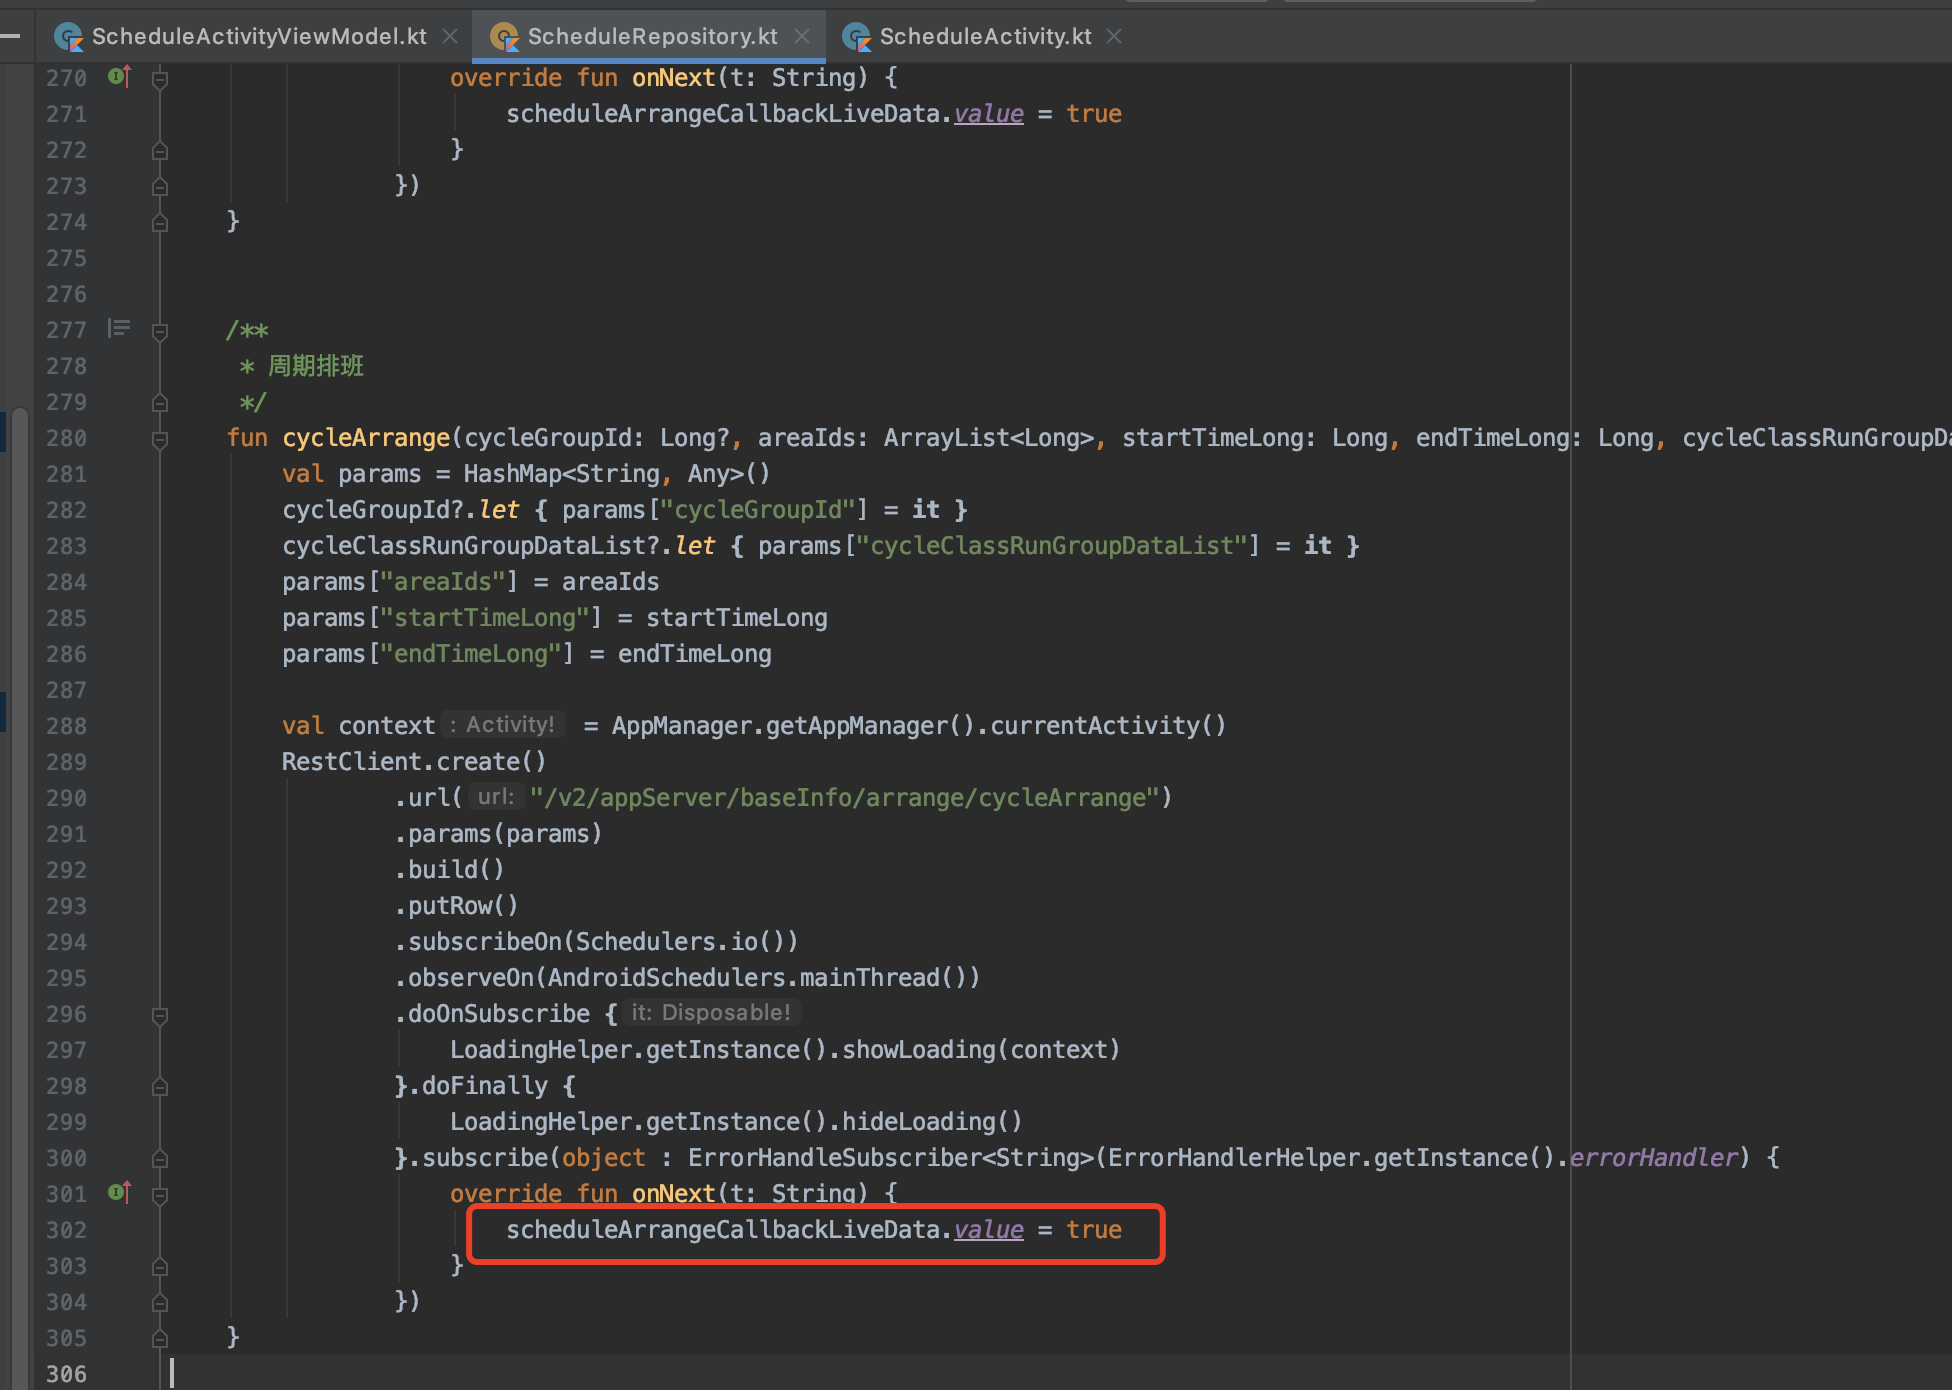 ScheduleActivityViewModel.kt ScheduleRepository.kt ScheduleActivity.kt
270 override fun onNext(t: String) {
271 scheduleArrangeCallbackLiveData.value = true
272 }
273 })
274 }
275
276
277 /**
278 * 周期排班
279 */
280 fun cycleArrange(cycleGroupId: Long?, areaIds: ArrayList<Long>, startTimeLong: Long, endTimeLong: Long, cycleClassRunGroupDa
281 val params = HashMap<String, Any>()
282 cycleGroupId?.let { params["cycleGroupId"] = it }
283 cycleClassRunGroupDataList?.let { params["cycleClassRunGroupDataList"] = it }
284 params["areaIds"] = areaIds
285 params["startTimeLong"] = startTimeLong
286 params["endTimeLong"] = endTimeLong
287
288 val context : Activity! = AppManager.getAppManager().currentActivity()
289 RestClient.create()
290 .url( url: "/v2/appServer/baseInfo/arrange/cycleArrange")
291 .params(params)
292 .build()
293 .putRow()
294 .subscribeOn(Schedulers.io())
295 .observeOn(AndroidSchedulers.mainThread())
296 .doOnSubscribe { it: Disposable!
297 LoadingHelper.getInstance().showLoading(context)
298 }.doFinally {
299 LoadingHelper.getInstance().hideLoading()
300 }.subscribe(object : ErrorHandleSubscriber<String>(ErrorHandlerHelper.getInstance().errorHandler) {
301 override fun onNext(t: String) {
302 scheduleArrangeCallbackLiveData.value = true
303 }
304 })
305 }
306